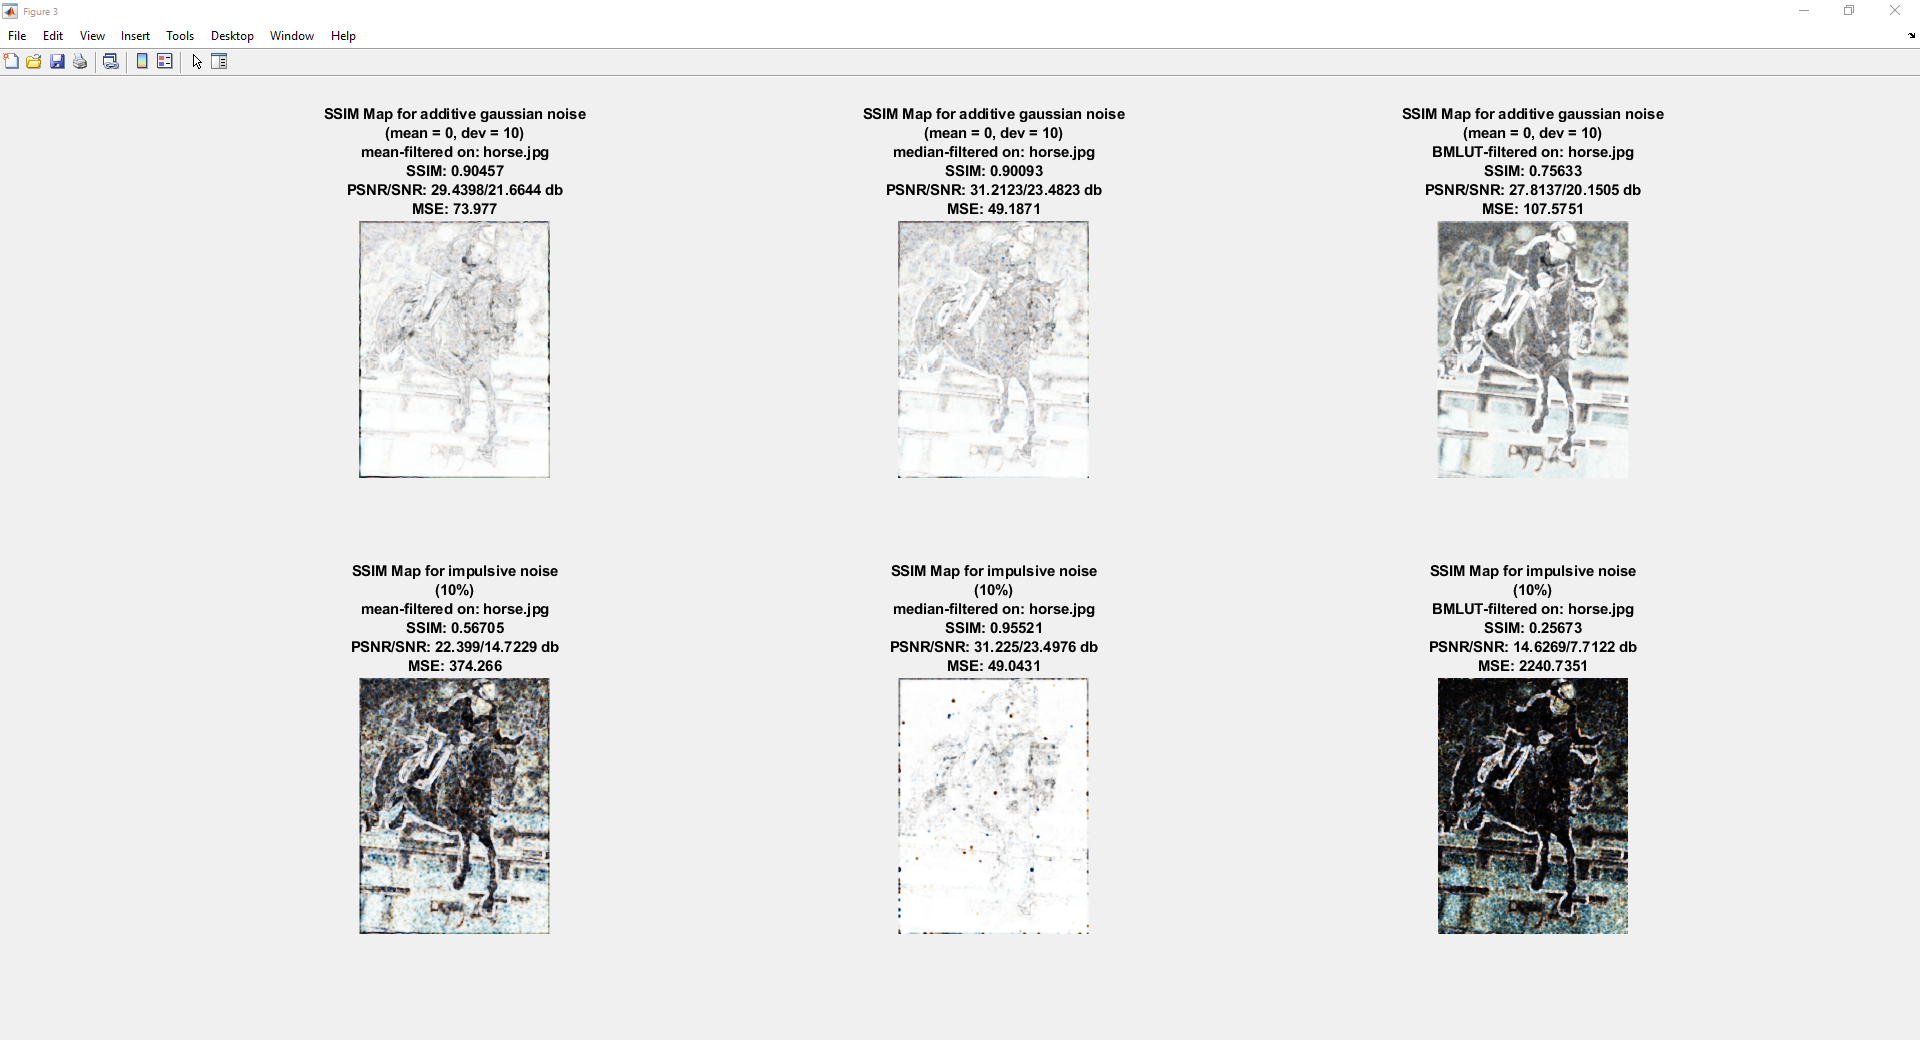 Figure 3
File Edit View Insert Tools Desktop Window Help
SSIM Map for additive gaussian noise
(mean = 0, dev = 10)
mean-filtered on: horse.jpg
SSIM: 0.90457
PSNR/SNR: 29.4398/21.6644 db
MSE: 73.977
SSIM Map for additive gaussian noise
(mean = 0, dev = 10)
median-filtered on: horse.jpg
SSIM: 0.90093
PSNR/SNR: 31.2123/23.4823 db
MSE: 49.1871
SSIM Map for additive gaussian noise
(mean = 0, dev = 10)
BMLUT-filtered on: horse.jpg
SSIM: 0.75633
PSNR/SNR: 27.8137/20.1505 db
MSE: 107.5751
SSIM Map for impulsive noise
(10%)
mean-filtered on: horse.jpg
SSIM: 0.56705
PSNR/SNR: 22.399/14.7229 db
MSE: 374.266
SSIM Map for impulsive noise
(10%)
median-filtered on: horse.jpg
SSIM: 0.95521
PSNR/SNR: 31.225/23.4976 db
MSE: 49.0431
SSIM Map for impulsive noise
(10%)
BMLUT-filtered on: horse.jpg
SSIM: 0.25673
PSNR/SNR: 14.6269/7.7122 db
MSE: 2240.7351